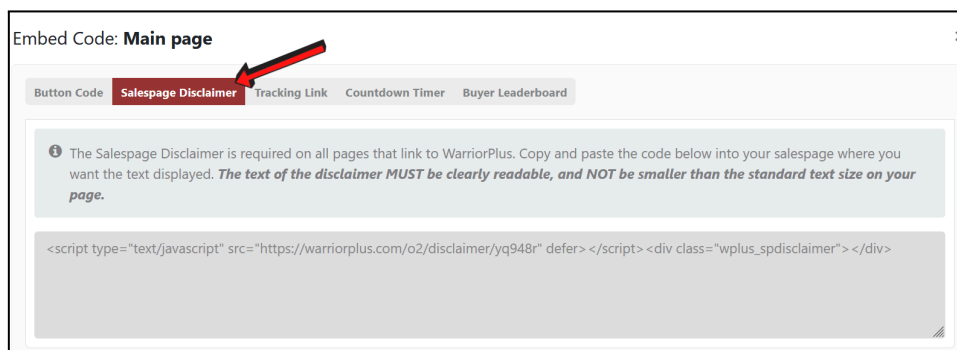 Embed Code: Main page
Button Code Salespage Disclaimer Tracking Link Countdown Timer Buyer Leaderboard
The Salespage Disclaimer is required on all pages that link to WarriorPlus. Copy and paste the code below into your salespage where you
want the text displayed. The text of the disclaimer MUST be clearly readable, and NOT be smaller than the standard text size on your
page.
<script type="text/javascript" src="https://warriorplus.com/o2/disclaimer/yq948r" defer></script><div class="wplus_spdisclaimer"></div>